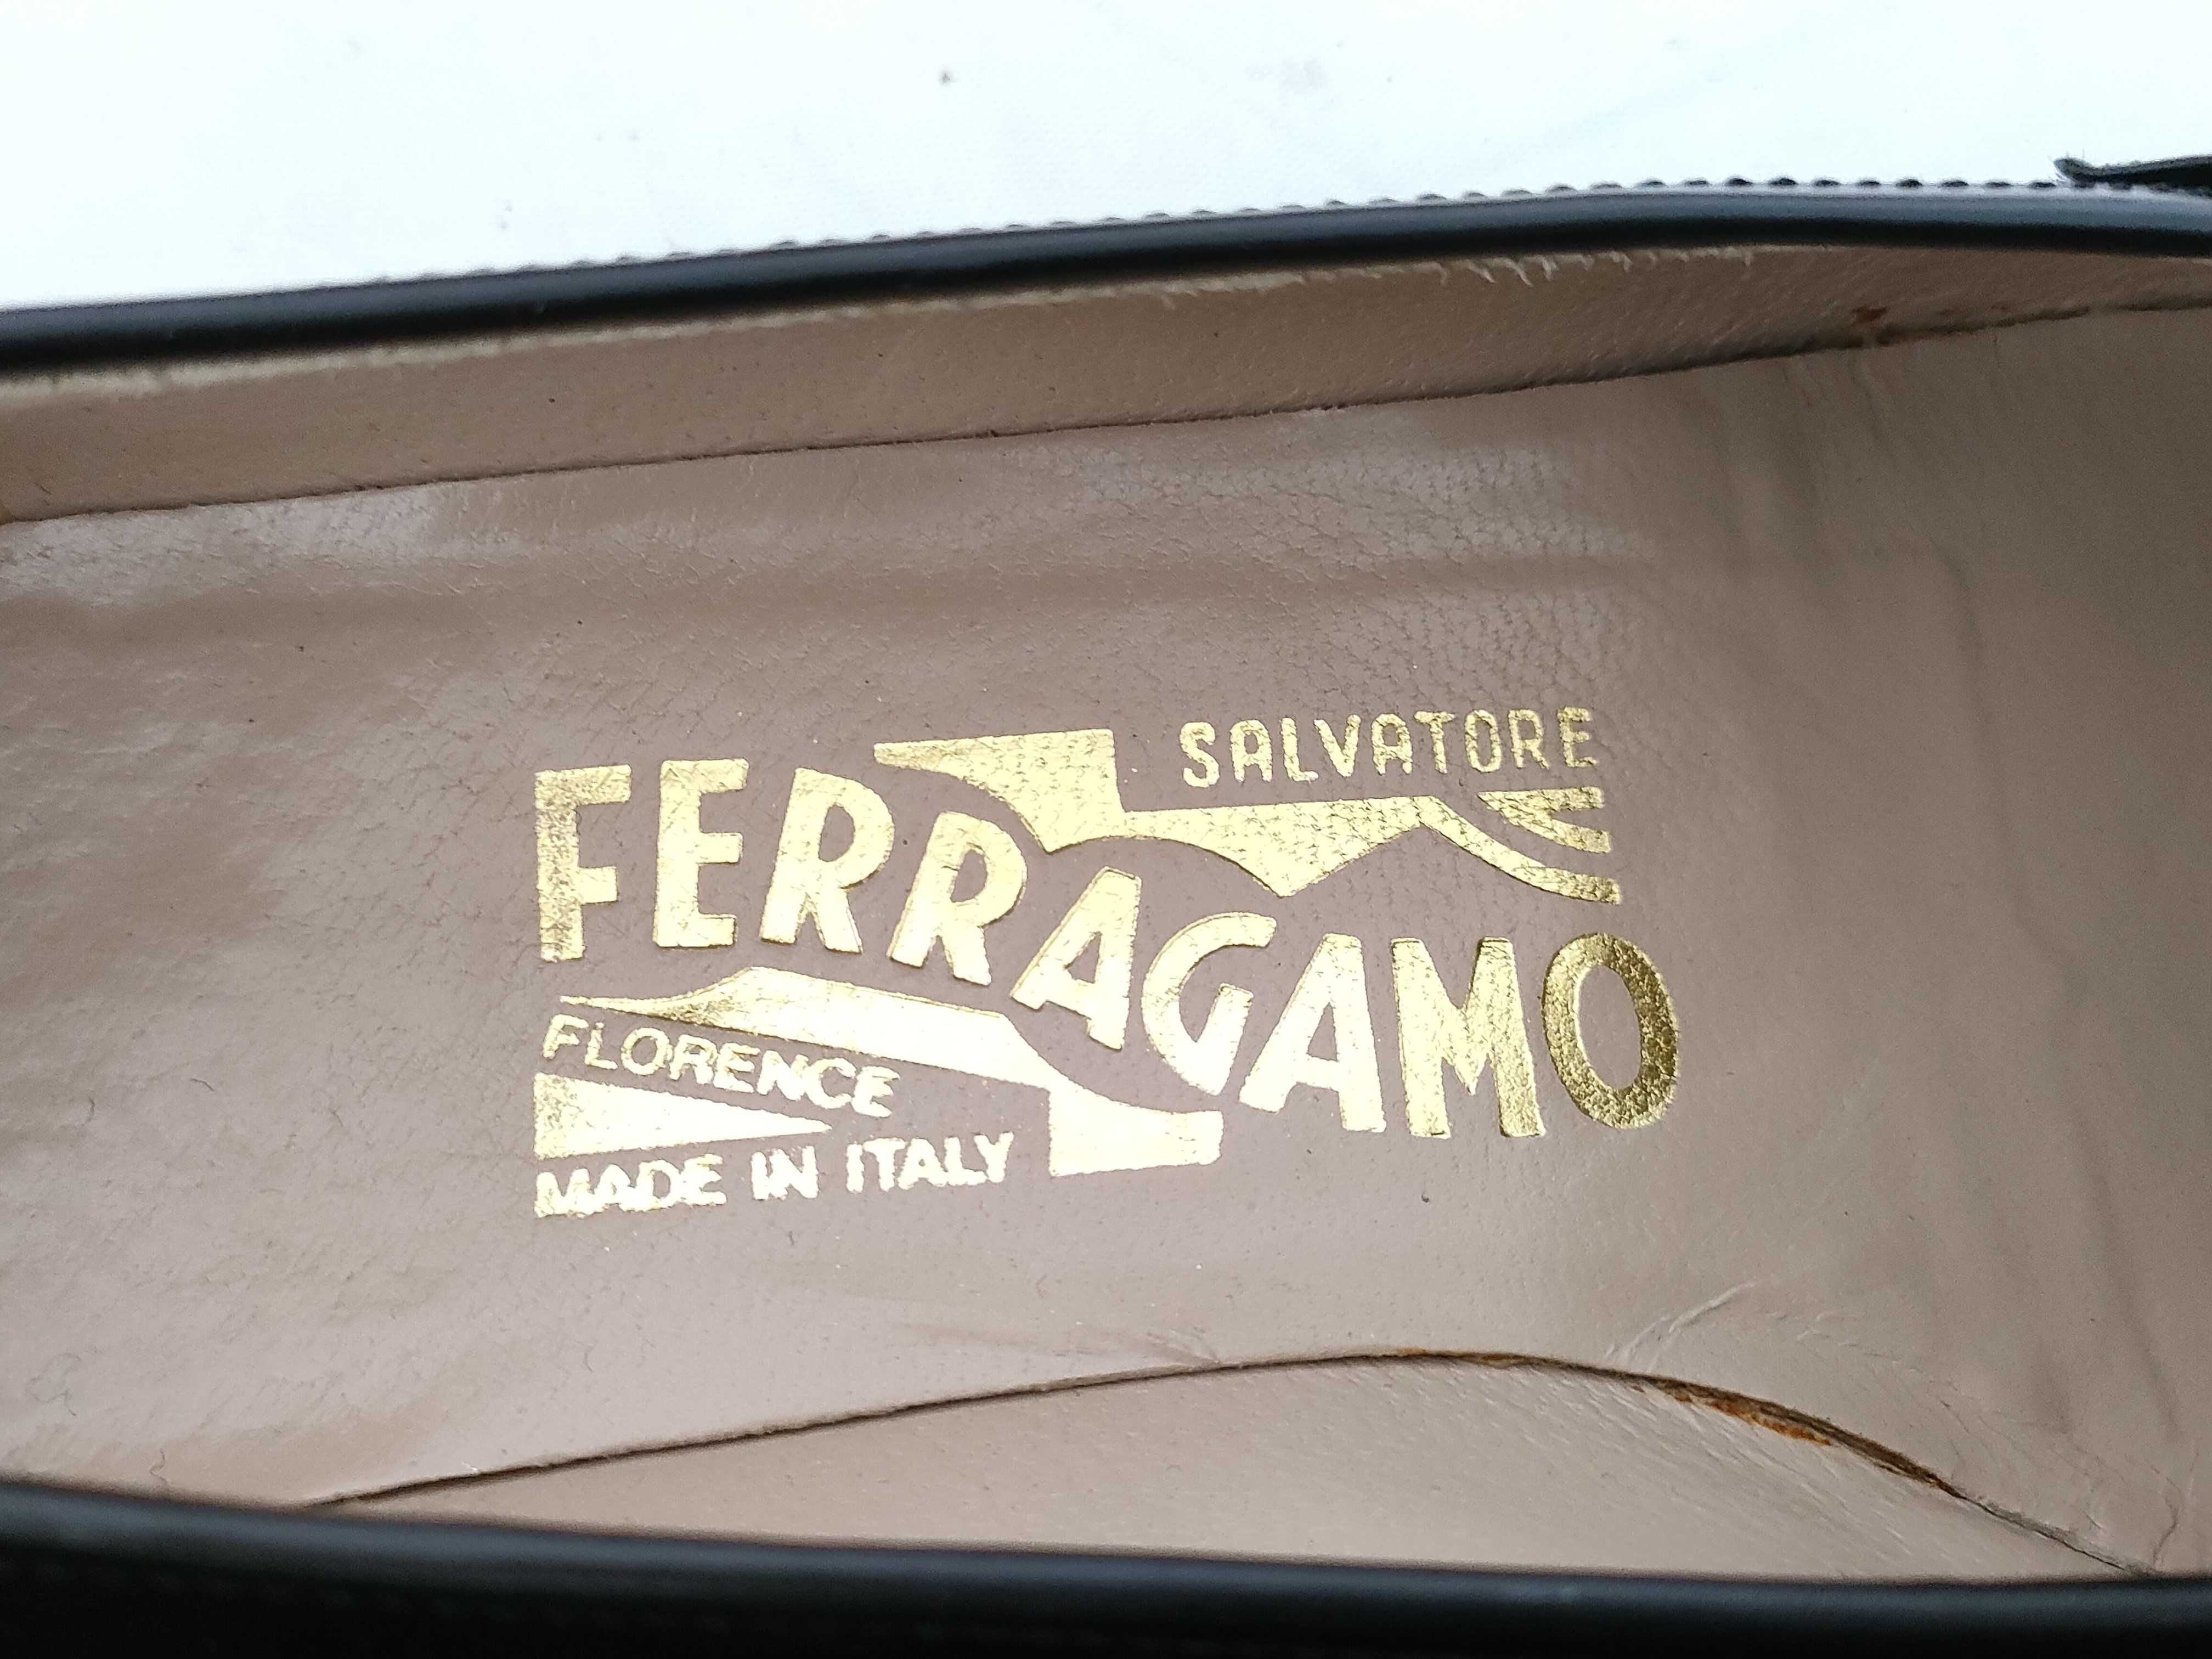 SALVATORE
FERRAGAMO
FLORENCE
MADE IN ITALY